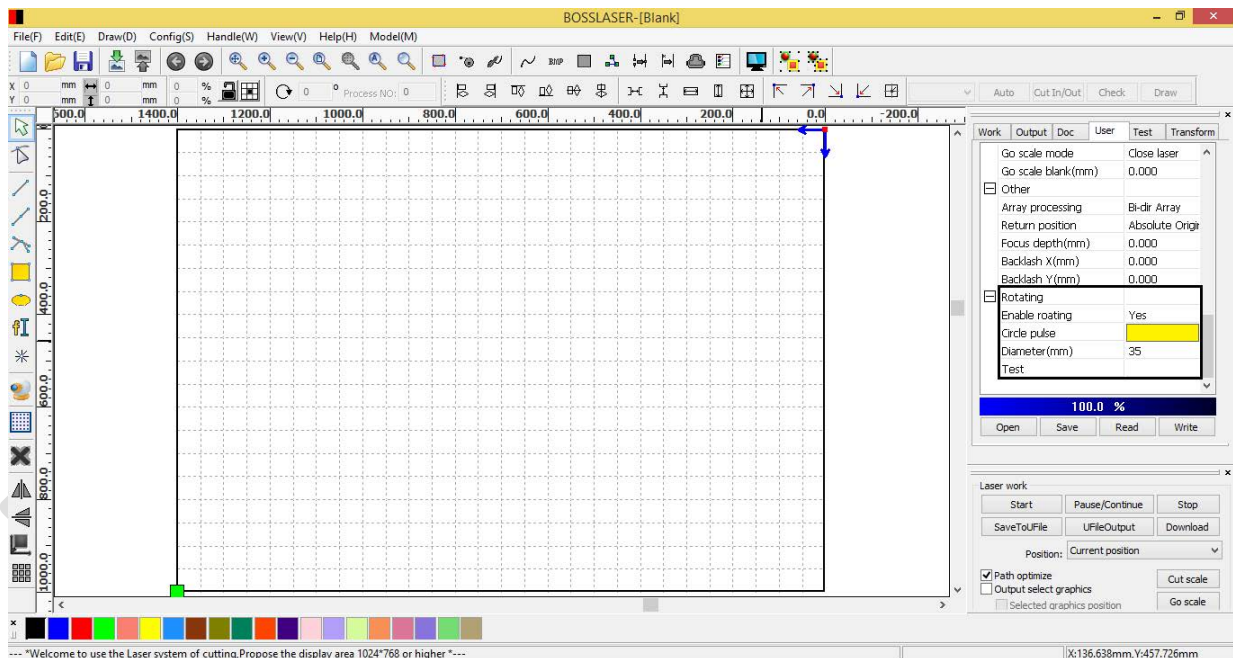 BOSSLASER-[Blank]
File(F) Edit(E) Draw(D) Config(S) Handle(W) View(V) Help(H) Model(M)
BMP
X 0 mm 0 mm 0 %
Y 0 mm 0 mm 0 %
0 ° Process NO: 0
Auto Cut In/Out Check Draw
500.0 1400.0 1200.0 1000.0 800.0 600.0 400.0 200.0 0.0 -200.0
200.0
400.0
600.0
800.0
1000.0
Work Output Doc User Test Transform
Go scale mode Close laser
Go scale blank(mm) 0.000
Other
Array processing Bi-dir Array
Return position Absolute Origir
Focus depth(mm) 0.000
Backlash X(mm) 0.000
Backlash Y(mm) 0.000
Rotating
Enable roating Yes
Circle pulse
Diameter(mm) 35
Test
100.0 %
Open Save Read Write
Laser work
Start Pause/Continue Stop
SaveToUFile UFileOutput Download
Position: Current position
Path optimize
Output select graphics
Cut scale
Selected graphics position
Go scale
--- *Welcome to use the Laser system of cutting,Propose the display area 1024*768 or higher *---
X:136.638mm,Y:457.726mm